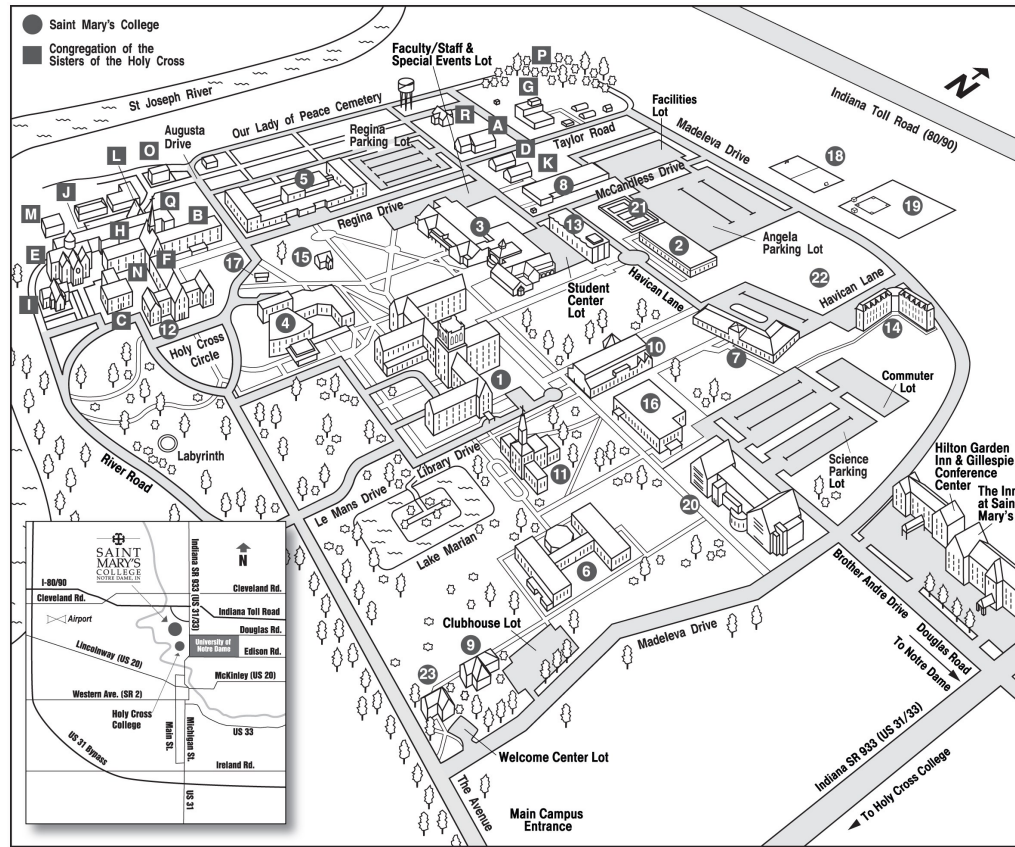 Saint Mary's College
Congregation of the
Sisters of the Holy Cross
St Joseph River
Our Lady of Peace Cemetery
Faculty/Staff &
Special Events Lot
P
G
R
A
D
K
Taylor Road
Facilities
Lot
Madeleva Drive
Indiana Toll Road (80/90)
N
18
19
Augusta
Drive
Regina
Parking Lot
L
O
J
Q
M
B
H
E
F
N
I
C
5
8
McCandless Drive
21
Regina Drive
3
13
2
Angela
Parking Lot
17
15
Student
Center
Lot
Havican Lane
22
Havican Lane
14
12
4
Holy Cross
Circle
1
10
7
16
Commuter
Lot
Labyrinth
River Road
Library Drive
Le Mans Drive
11
Science
Parking
Lot
20
Hilton Garden
Inn & Gillespie
Conference
Center
The Inn
at Saint
Mary's
Lake Marian
6
Brother Andre Drive
Douglas Road
To Notre Dame
Clubhouse Lot
Madeleva Drive
9
23
Welcome Center Lot
The Avenue
Main Campus
Entrance
Indiana SR 933 (US 31/33)
To Holy Cross College
SAINT
MARY'S
COLLEGE
NOTRE DAME, IN
Indiana SR 933 (US 31/33)
N
I-80/90
Cleveland Rd.
Cleveland Rd.
Indiana Toll Road
Airport
Douglas Rd.
University of
Notre Dame
Edison Rd.
Lincolnway (US 20)
McKinley (US 20)
Western Ave. (SR 2)
Holy Cross
College
Main St.
Michigan St.
US 33
US 31 Bypass
Ireland Rd.
US 31